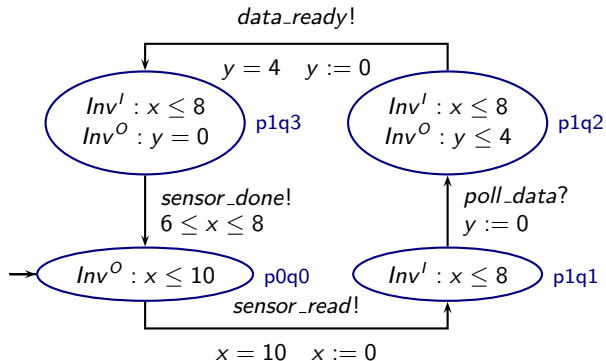 data_ready!
y = 4 y := 0
Inv^I : x ≤ 8
Inv^O : y = 0
p1q3
Inv^I : x ≤ 8
Inv^O : y ≤ 4
p1q2
sensor_done!
6 ≤ x ≤ 8
poll_data?
y := 0
Inv^O : x ≤ 10
p0q0
Inv^I : x ≤ 8
p1q1
sensor_read!
x = 10 x := 0